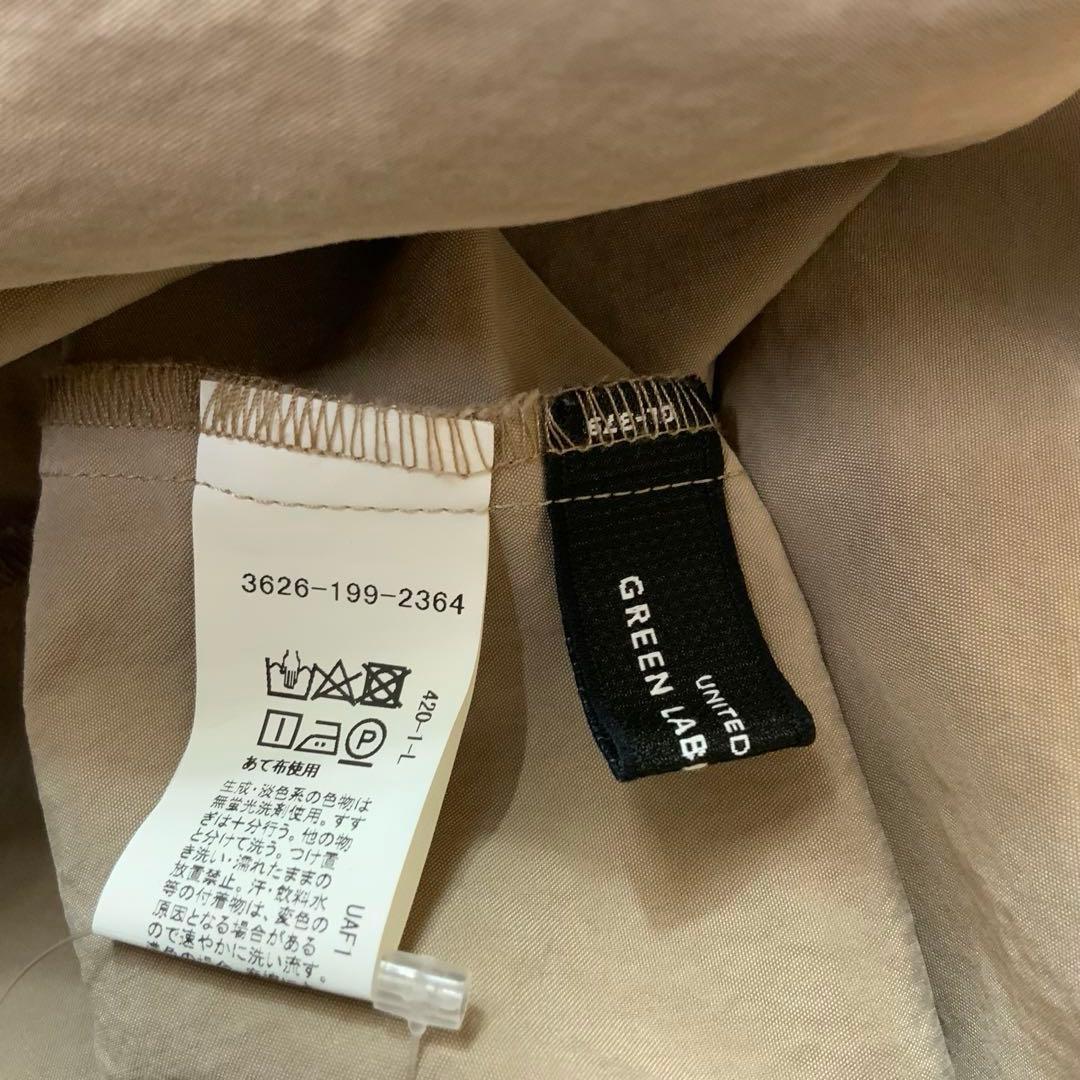 3626-199-2364
420-1-L
P
あて布使用
生成・淡色系の色物は
無蛍光洗剤使用。すす
ぎは十分行う。他の物
と分けて洗う。つけ置
き洗い・濡れたままの
放置禁止。汗・飲料水
等の付着物は、変色の
原因となる場合がある
ので速やかに洗い流す。
UAF1
GREEN LAB
UNITED